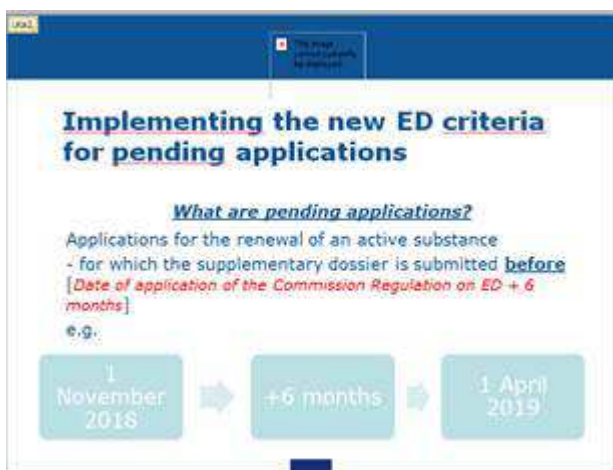 Implementing the new ED criteria
for pending applications
What are pending applications?
Applications for the renewal of an active substance
- for which the supplementary dossier is submitted before
[Date of application of the Commission Regulation on ED + 6
months]
e.g.
1
November
2018
+6 months
1 April
2019